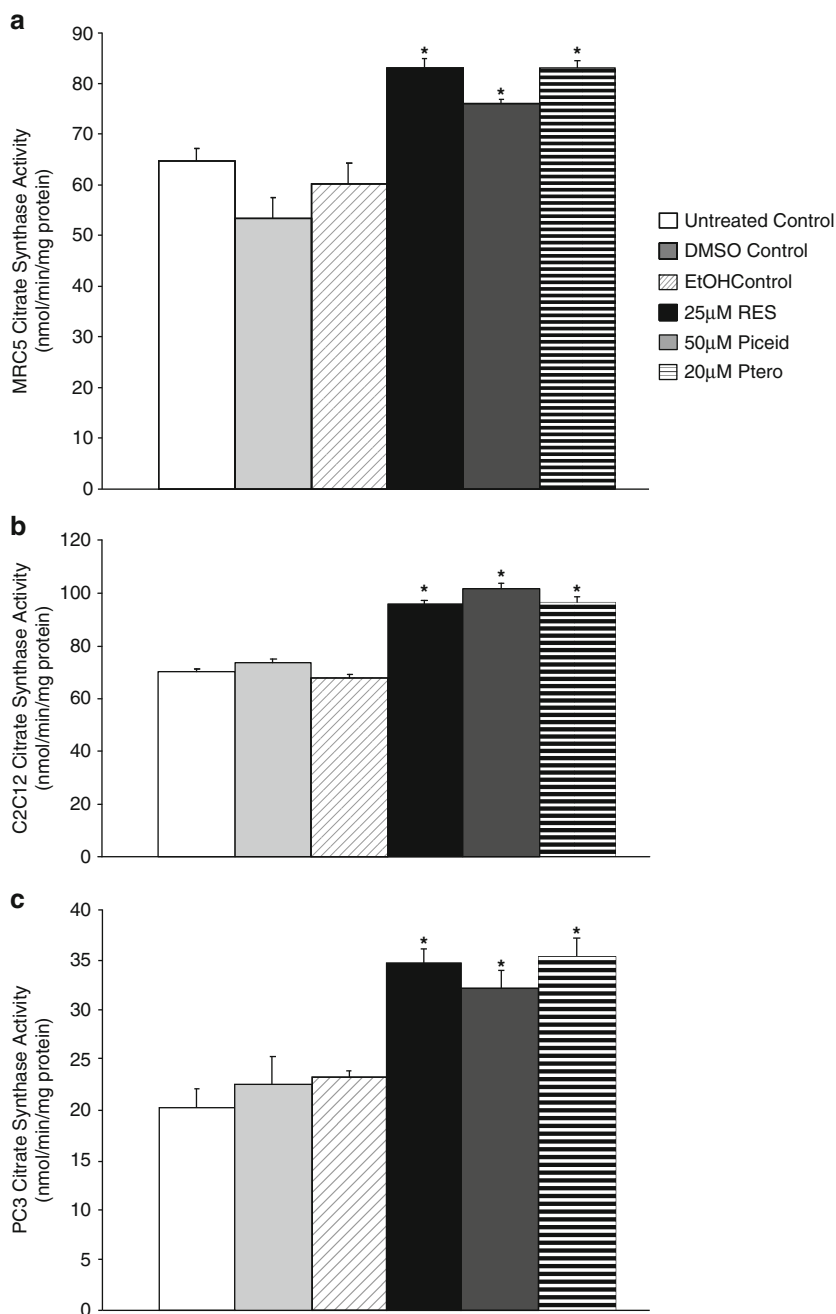 a
90
80
70
60
50
40
30
20
10
0
MRC5 Citrate Synthase Activity
(nmol/min/mg protein)
*
*
*
Untreated Control
DMSO Control
EtOHControl
25µM RES
50µM Piceid
20µM Ptero
b
120
100
80
60
40
20
0
C2C12 Citrate Synthase Activity
(nmol/min/mg protein)
*
*
*
c
40
35
30
25
20
15
10
5
0
PC3 Citrate Synthase Activity
(nmol/min/mg protein)
*
*
*